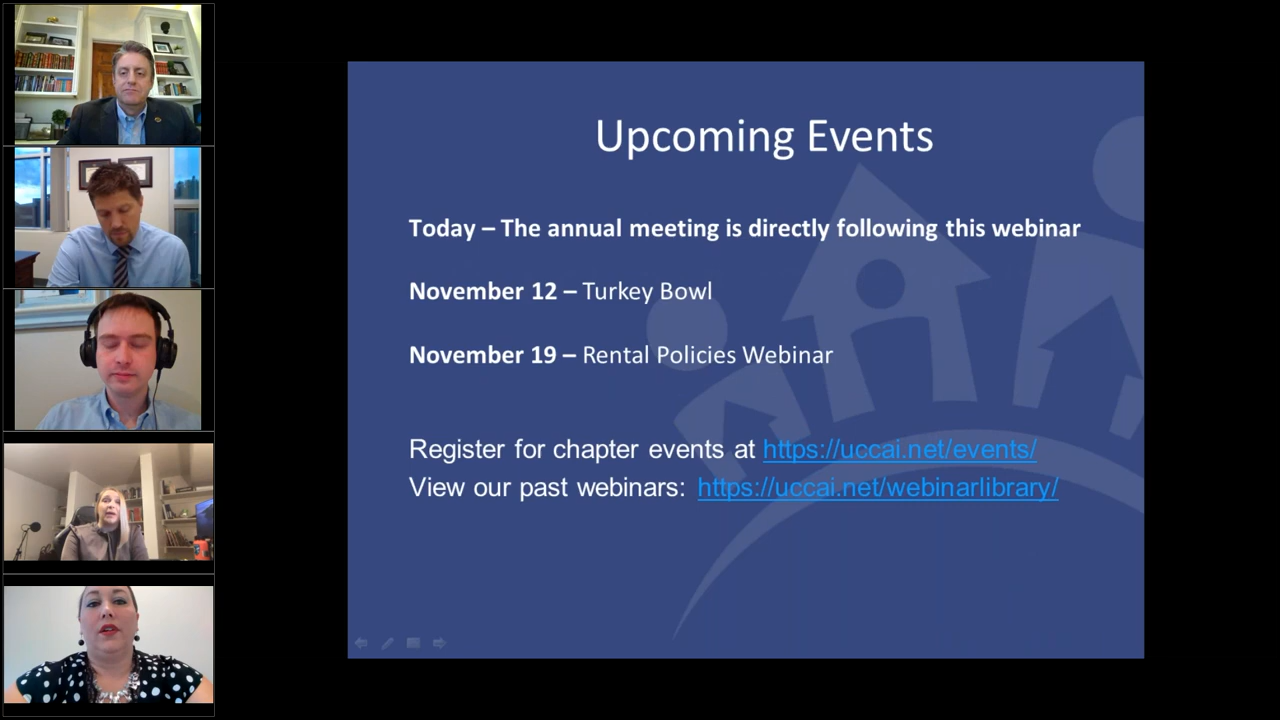 Upcoming Events
Today – The annual meeting is directly following this webinar
November 12 – Turkey Bowl
November 19 – Rental Policies Webinar
Register for chapter events at https://uccai.net/events/
View our past webinars: https://uccai.net/webinarlibrary/